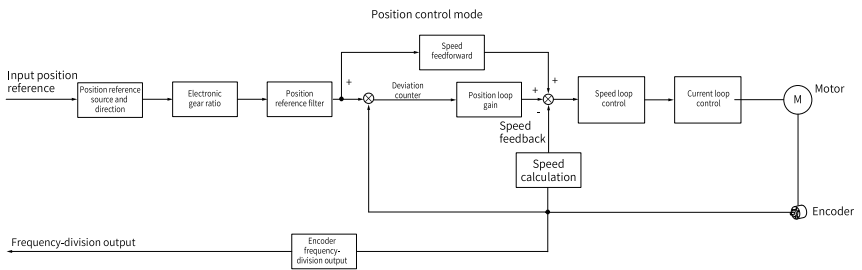 Position control mode
Speed
feedforward
Input position
reference
Position reference
source and
direction
Electronic
gear ratio
Position
reference filter
+
Deviation
counter
Position loop
gain
+
+
-
Speed
feedback
Speed loop
control
Current loop
control
M
Motor
Speed
calculation
Encoder
Frequency-division output
Encoder
frequency-
division output